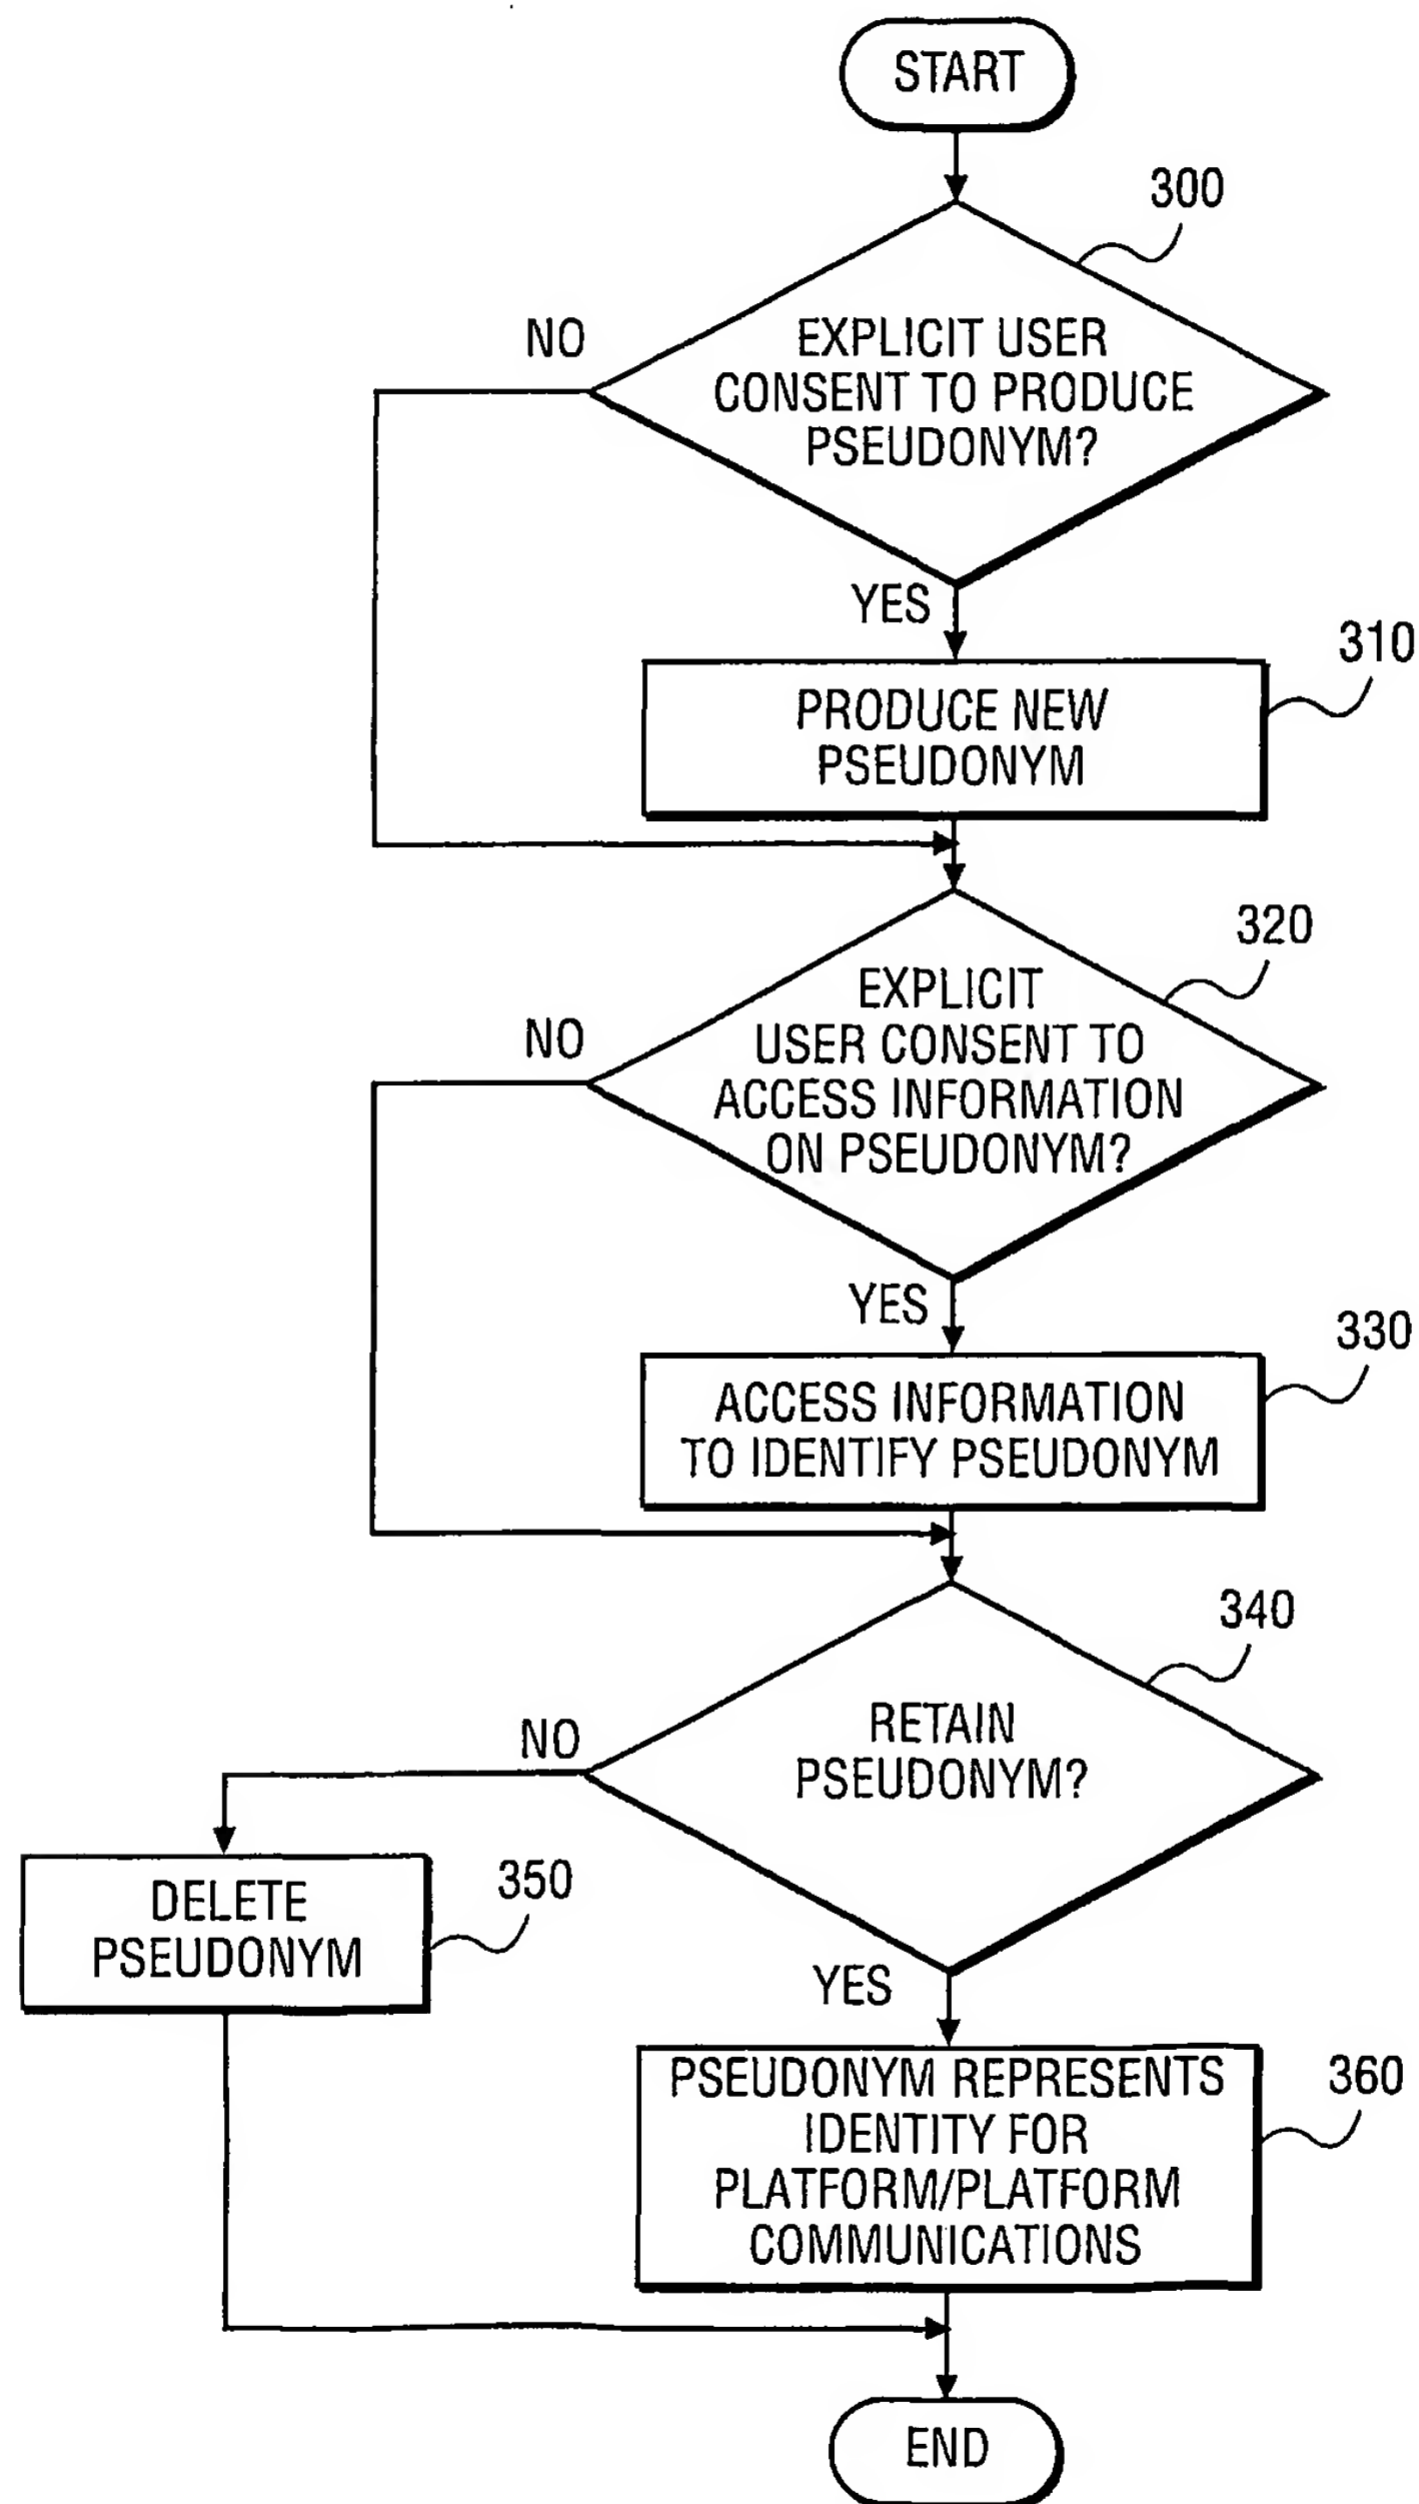 START
300
NO
EXPLICIT USER
CONSENT TO PRODUCE
PSEUDONYM?
YES
310
PRODUCE NEW
PSEUDONYM
320
EXPLICIT
NO
USER CONSENT TO
ACCESS INFORMATION
ON PSEUDONYM?
YES
330
ACCESS INFORMATION
TO IDENTIFY PSEUDONYM
340
RETAIN
NO
PSEUDONYM?
350
DELETE
PSEUDONYM
YES
360
PSEUDONYM REPRESENTS
IDENTITY FOR
PLATFORM/PLATFORM
COMMUNICATIONS
END